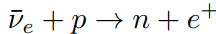 ν̄ₑ + p → n + e⁺